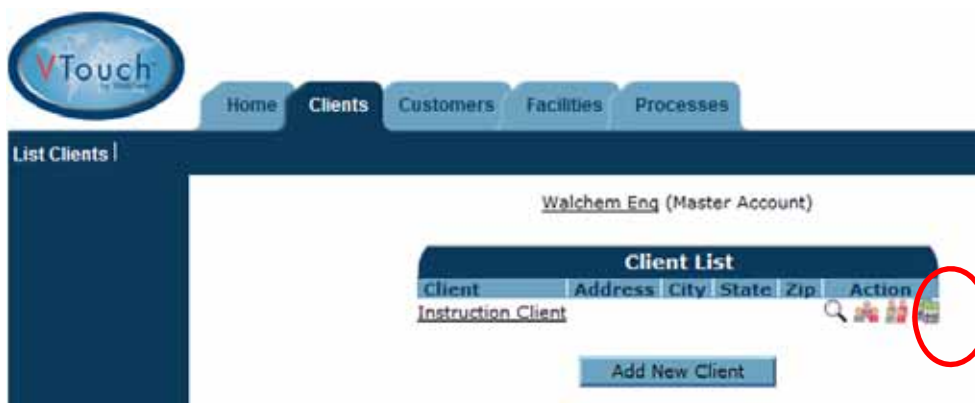 VTouch
Home Clients Customers Facilities Processes
List Clients
Walchem Eng (Master Account)
Client List
Client Address City State Zip Action
Instruction Client
Add New Client